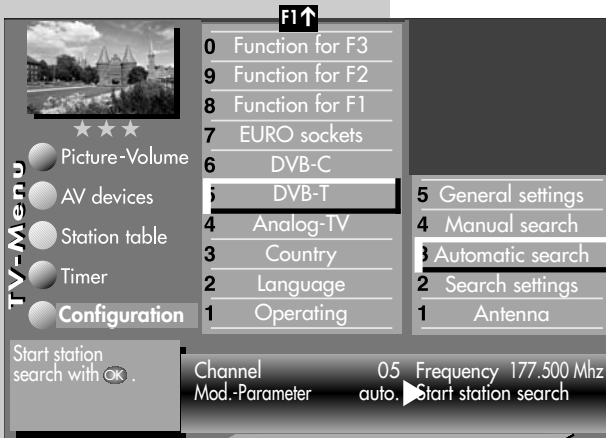 F1↑
TV-Menu
Picture-Volume
AV devices
Station table
Timer
Configuration
0 Function for F3
9 Function for F2
8 Function for F1
7 EURO sockets
6 DVB-C
5 DVB-T
4 Analog-TV
3 Country
2 Language
1 Operating
5 General settings
4 Manual search
3 Automatic search
2 Search settings
1 Antenna
Start station
search with OK .
Channel 05 Frequency 177.500 Mhz
Mod.-Parameter auto. Start station search